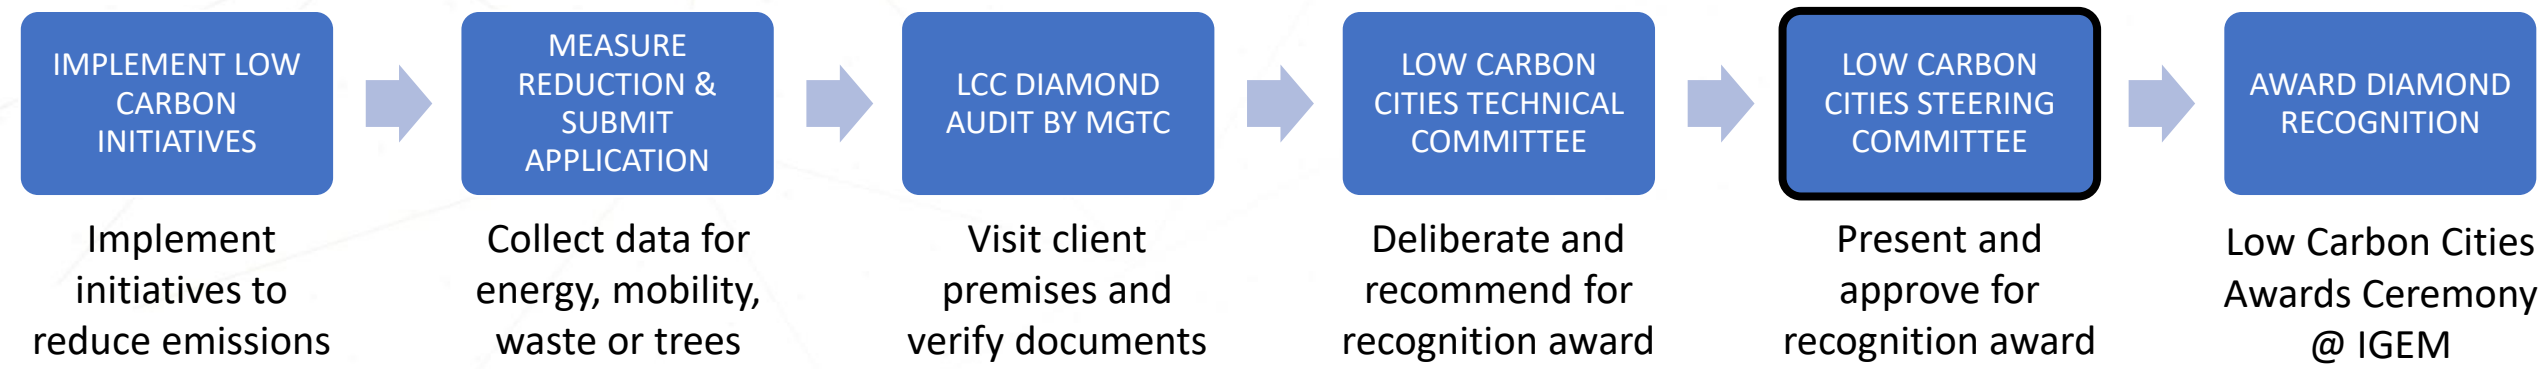 IMPLEMENT LOW
CARBON
INITIATIVES
Implement
initiatives to
reduce emissions
MEASURE
REDUCTION &
SUBMIT
APPLICATION
Collect data for
energy, mobility,
waste or trees
LCC DIAMOND
AUDIT BY MGTC
Visit client
premises and
verify documents
LOW CARBON
CITIES TECHNICAL
COMMITTEE
Deliberate and
recommend for
recognition award
LOW CARBON
CITIES STEERING
COMMITTEE
Present and
approve for
recognition award
AWARD DIAMOND
RECOGNITION
Low Carbon Cities
Awards Ceremony
@ IGEM